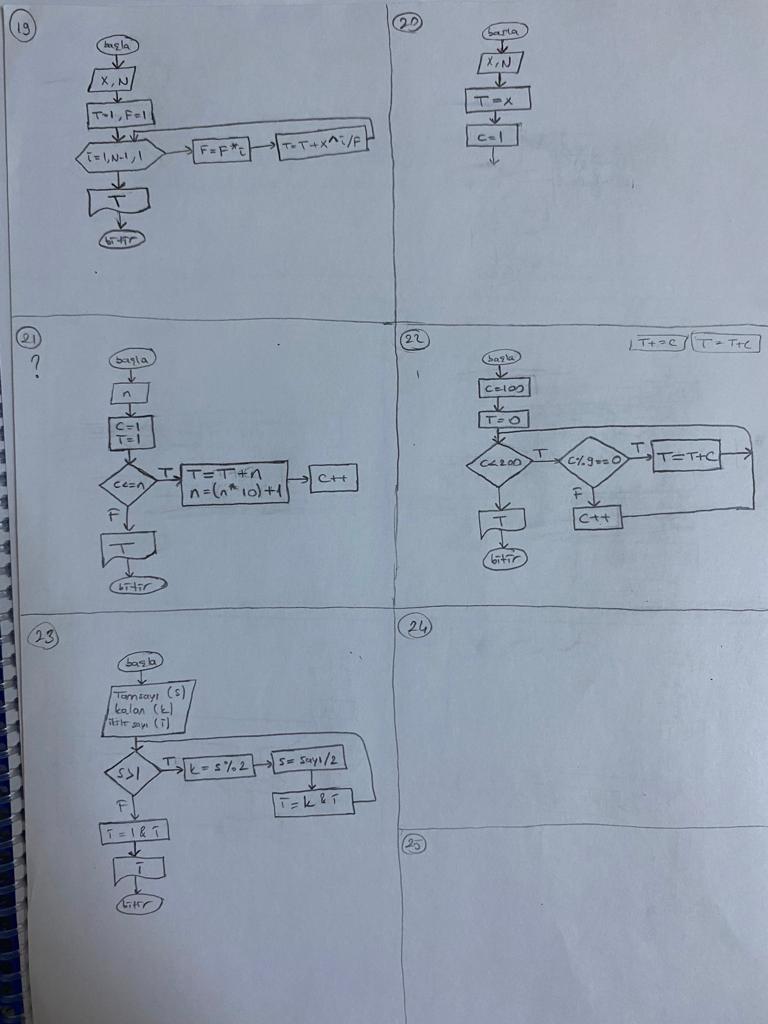 19
başla
X, N
T=1, F=1
i=1, N-1, 1
F=F*i
T=T+X^i/F
T
bitir
20
başla
X, N
T=X
C=1
21
?
başla
n
C=1
T=1
C<=n
T
T=T+n
n=(n*10)+1
C++
F
T
bitir
22
T+=C
T=T+C
başla
C=100
T=0
C<200
T
C%9==0
T
T=T+C
F
C++
T
bitir
23
başla
Tamsayı (s)
kalan (k)
ikilik sayı (i)
s>1
T
k=s%2
s=sayı/2
i=k&i
F
i=1&i
i
bitir
24
25